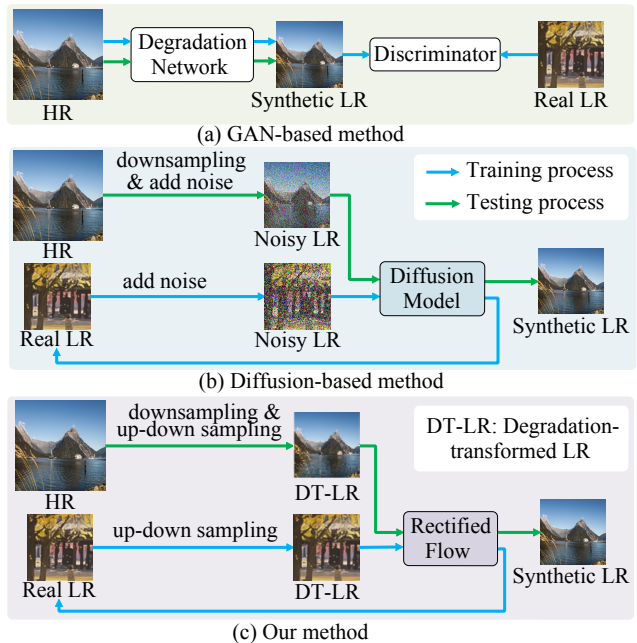 Degradation
Network
Discriminator
HR
Synthetic LR
Real LR
(a) GAN-based method
downsampling
& add noise
Training process
Testing process
HR
Noisy LR
add noise
Diffusion
Model
Real LR
Noisy LR
Synthetic LR
(b) Diffusion-based method
downsampling &
up-down sampling
DT-LR: Degradation-
transformed LR
HR
DT-LR
up-down sampling
Rectified
Flow
Real LR
DT-LR
Synthetic LR
(c) Our method